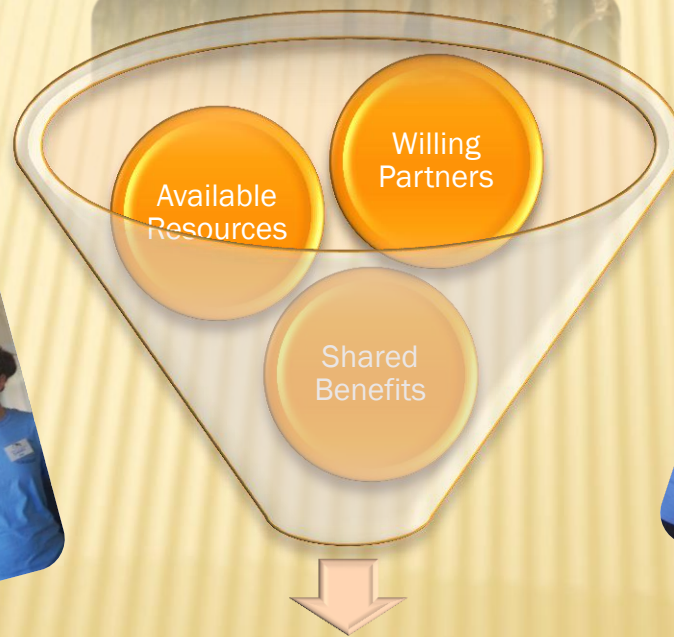 Willing
Partners
Available
Resources
Shared
Benefits